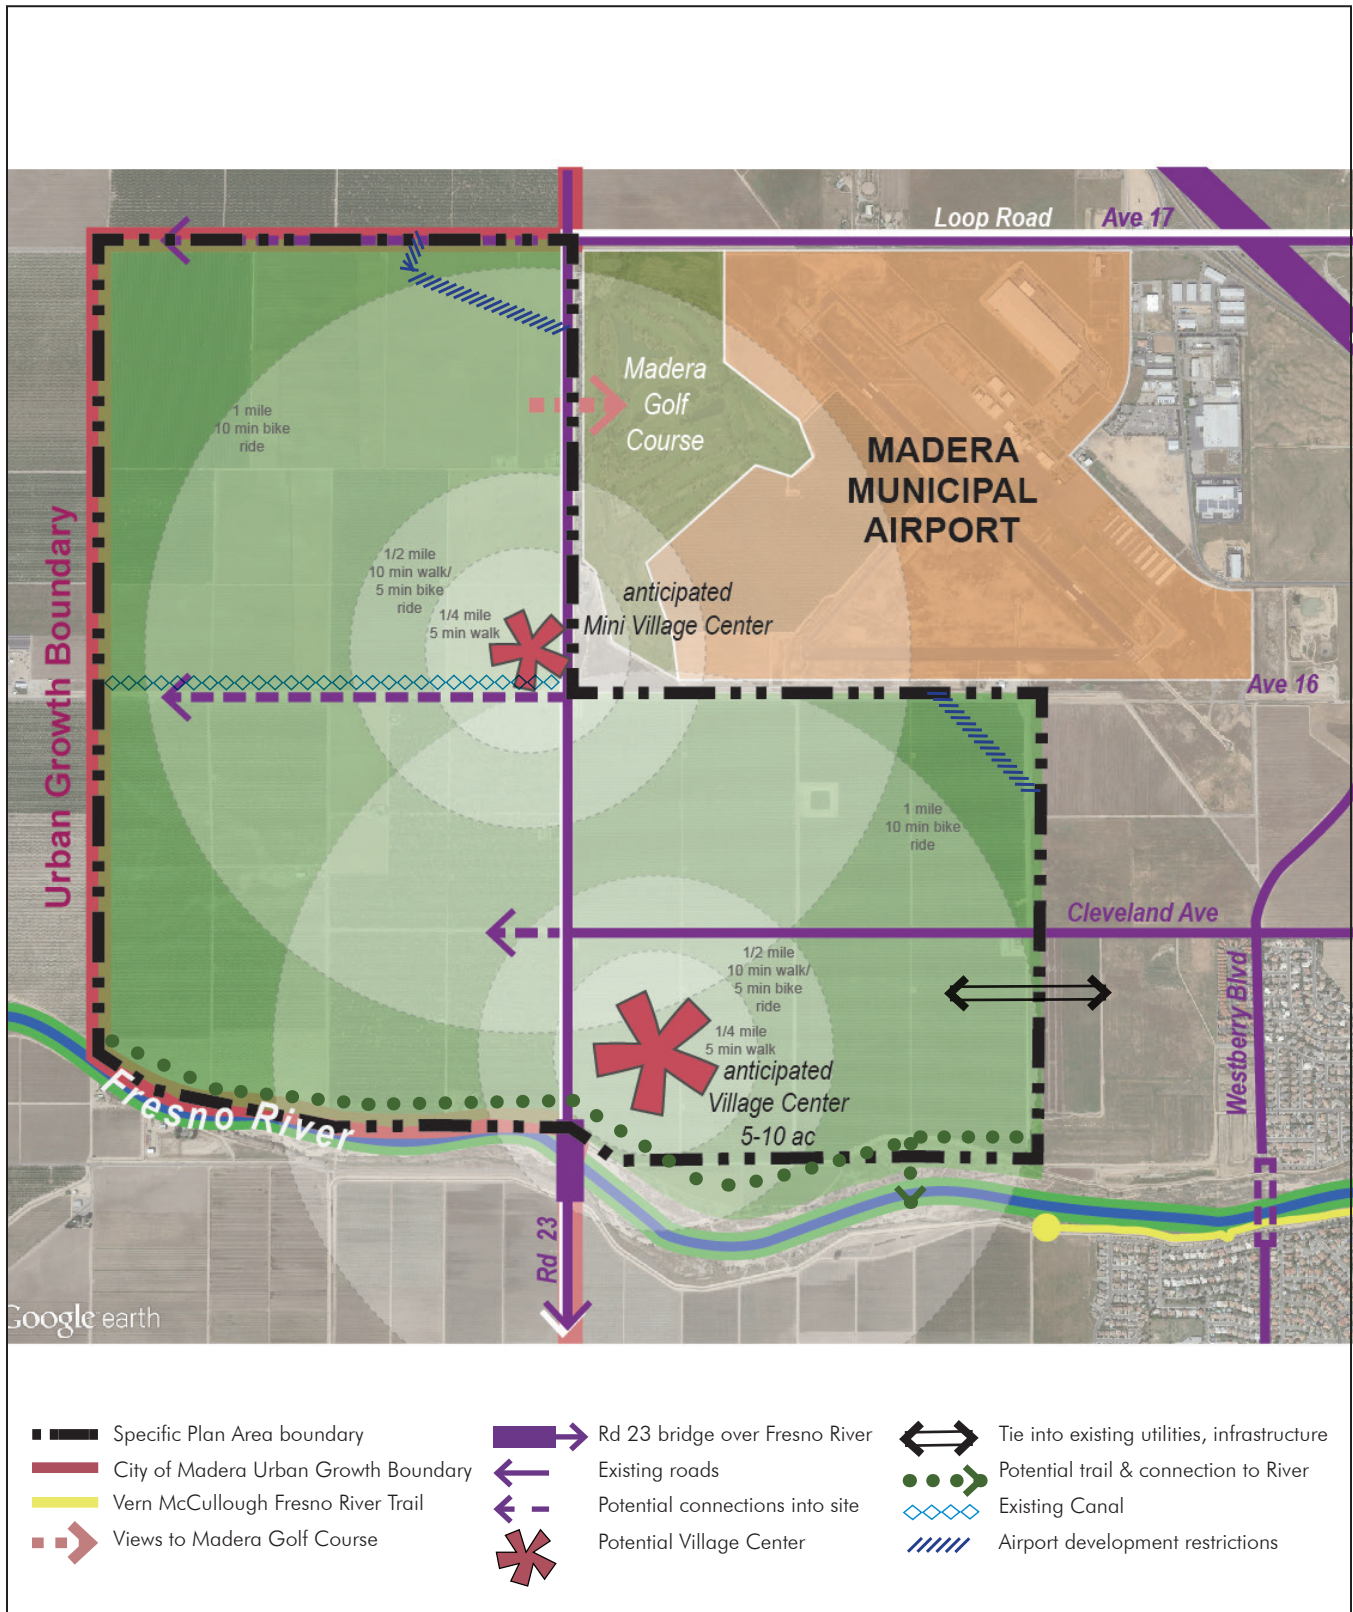 Loop Road
Ave 17
Madera
Golf
Course
MADERA
MUNICIPAL
AIRPORT
1 mile
10 min bike
ride
1/2 mile
10 min walk/
5 min bike
ride
1/4 mile
5 min walk
anticipated
Mini Village Center
Urban Growth Boundary
Ave 16
1 mile
10 min bike
ride
Cleveland Ave
1/2 mile
10 min walk/
5 min bike
ride
1/4 mile
5 min walk
anticipated
Village Center
5-10 ac
Westberry Blvd
Fresno River
Rd 23
Google earth
Specific Plan Area boundary
City of Madera Urban Growth Boundary
Vern McCullough Fresno River Trail
Views to Madera Golf Course
Rd 23 bridge over Fresno River
Existing roads
Potential connections into site
Potential Village Center
Tie into existing utilities, infrastructure
Potential trail & connection to River
Existing Canal
Airport development restrictions